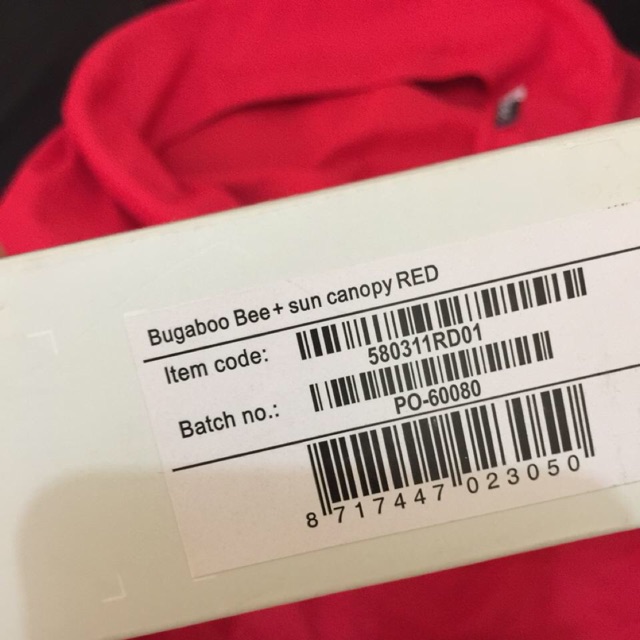 Bugaboo Bee+ sun canopy RED
Item code:
580311RD01
Batch no.:
PO-60080
8 717447 023050